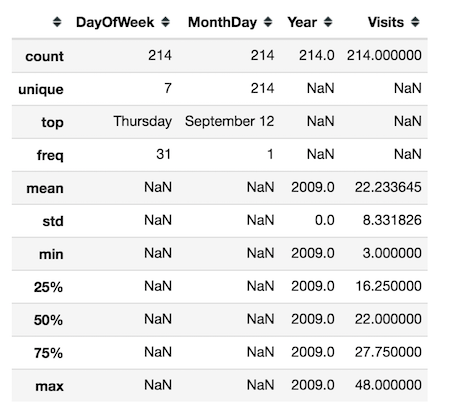 DayOfWeek MonthDay Year Visits
count 214 214 214.0 214.000000
unique 7 214 NaN NaN
top Thursday September 12 NaN NaN
freq 31 1 NaN NaN
mean NaN NaN 2009.0 22.233645
std NaN NaN 0.0 8.331826
min NaN NaN 2009.0 3.000000
25% NaN NaN 2009.0 16.250000
50% NaN NaN 2009.0 22.000000
75% NaN NaN 2009.0 27.750000
max NaN NaN 2009.0 48.000000